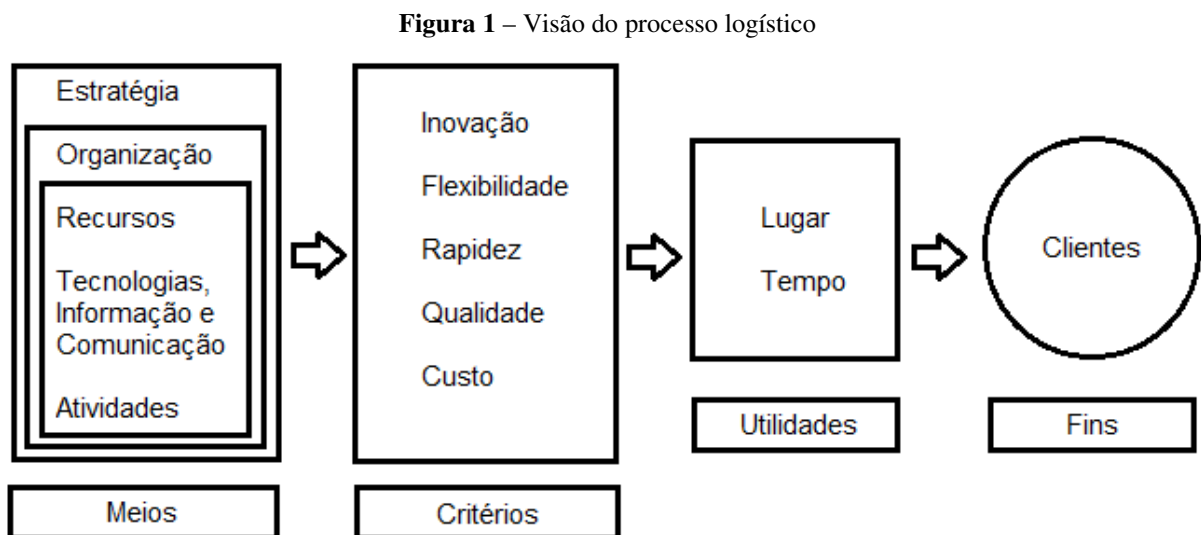 Figura 1 – Visão do processo logístico
Estratégia
Organização
Recursos
Tecnologias,
Informação e
Comunicação
Atividades
Meios
Inovação
Flexibilidade
Rapidez
Qualidade
Custo
Critérios
Lugar
Tempo
Utilidades
Clientes
Fins